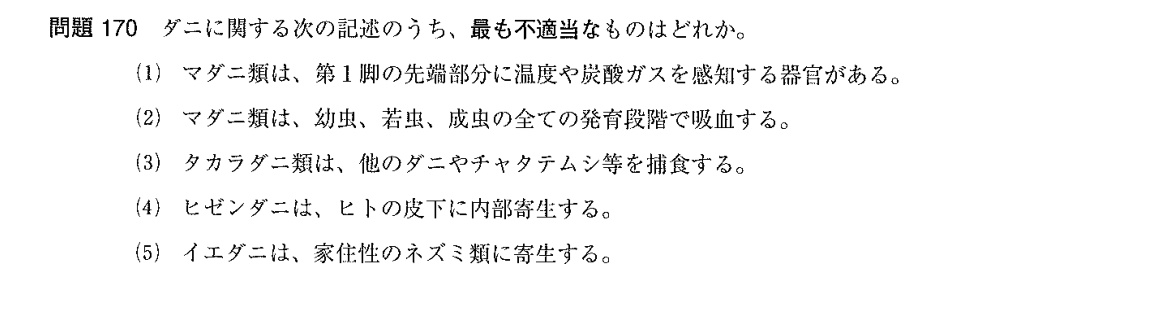 問題 170 ダニに関する次の記述のうち、最も不適当なものはどれか。
(1) マダニ類は、第1脚の先端部分に温度や炭酸ガスを感知する器官がある。
(2) マダニ類は、幼虫、若虫、成虫の全ての発育段階で吸血する。
(3) タカラダニ類は、他のダニやチャタテムシ等を捕食する。
(4) ヒゼンダニは、ヒトの皮下に内部寄生する。
(5) イエダニは、家住性のネズミ類に寄生する。